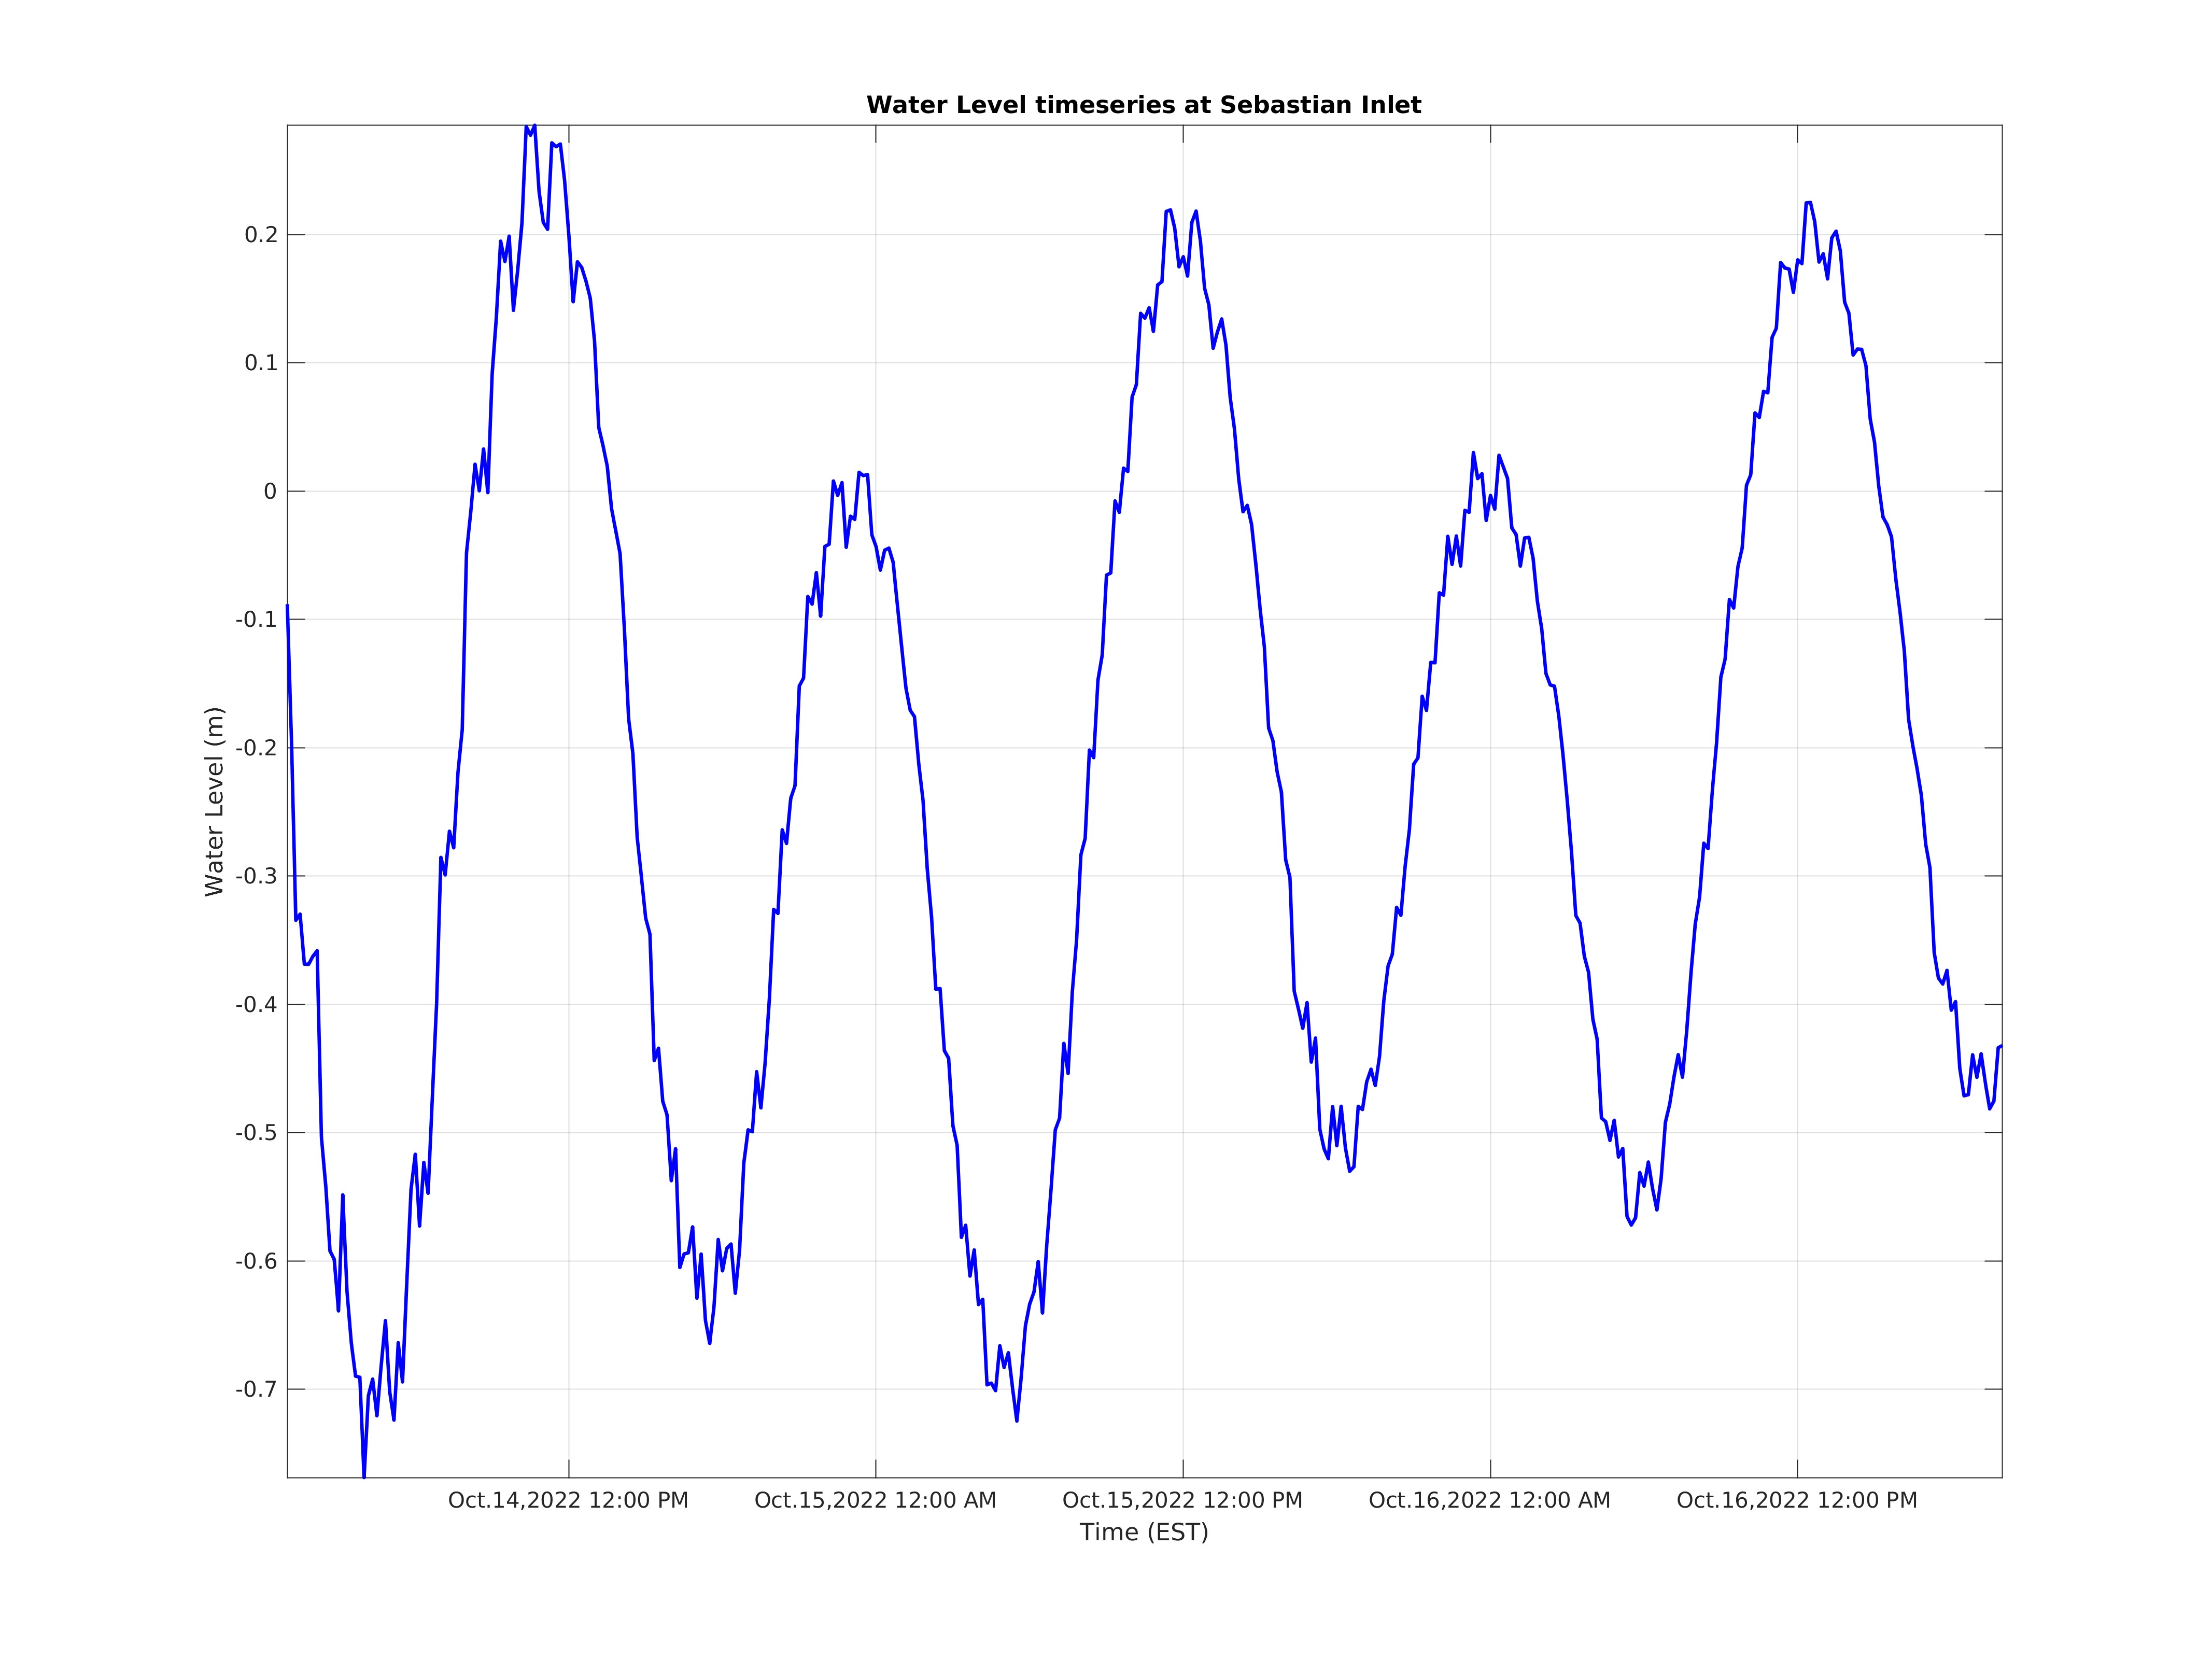 Water Level timeseries at Sebastian Inlet
0.2
0.1
0
-0.1
-0.2
-0.3
-0.4
-0.5
-0.6
-0.7
Water Level (m)
Oct.14,2022 12:00 PM Oct.15,2022 12:00 AM Oct.15,2022 12:00 PM Oct.16,2022 12:00 AM Oct.16,2022 12:00 PM
Time (EST)